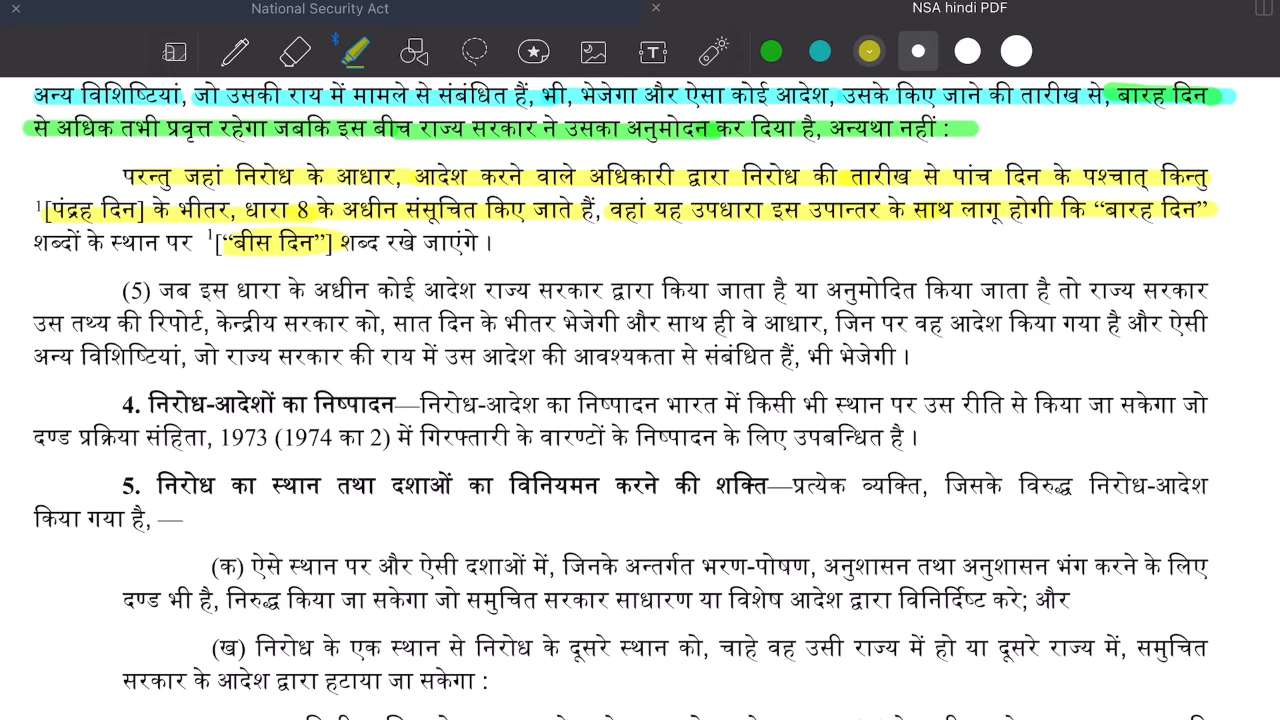 National Security Act
NSA hindi PDF
अन्य विशिष्टियां, जो उसकी राय में मामले से संबंधित हैं, भी, भेजेगा और ऐसा कोई आदेश, उसके किए जाने की तारीख से, बारह दिन
से अधिक तभी प्रवृत्त रहेगा जबकि इस बीच राज्य सरकार ने उसका अनुमोदन कर दिया है, अन्यथा नहीं :
परन्तु जहां निरोध के आधार, आदेश करने वाले अधिकारी द्वारा निरोध की तारीख से पांच दिन के पश्चात् किन्तु
¹[पंद्रह दिन] के भीतर, धारा 8 के अधीन संसूचित किए जाते हैं, वहां यह उपधारा इस उपान्तर के साथ लागू होगी कि “बारह दिन”
शब्दों के स्थान पर ¹[“बीस दिन”] शब्द रखे जाएंगे ।
(5) जब इस धारा के अधीन कोई आदेश राज्य सरकार द्वारा किया जाता है या अनुमोदित किया जाता है तो राज्य सरकार
उस तथ्य की रिपोर्ट, केन्द्रीय सरकार को, सात दिन के भीतर भेजेगी और साथ ही वे आधार, जिन पर वह आदेश किया गया है और ऐसी
अन्य विशिष्टियां, जो राज्य सरकार की राय में उस आदेश की आवश्यकता से संबंधित हैं, भी भेजेगी ।
4. निरोध-आदेशों का निष्पादन—निरोध-आदेश का निष्पादन भारत में किसी भी स्थान पर उस रीति से किया जा सकेगा जो
दण्ड प्रक्रिया संहिता, 1973 (1974 का 2) में गिरफ्तारी के वारण्टों के निष्पादन के लिए उपबन्धित है ।
5. निरोध का स्थान तथा दशाओं का विनियमन करने की शक्ति—प्रत्येक व्यक्ति, जिसके विरुद्ध निरोध-आदेश
किया गया है, —
(क) ऐसे स्थान पर और ऐसी दशाओं में, जिनके अन्तर्गत भरण-पोषण, अनुशासन तथा अनुशासन भंग करने के लिए
दण्ड भी है, निरुद्ध किया जा सकेगा जो समुचित सरकार साधारण या विशेष आदेश द्वारा विनिर्दिष्ट करे; और
(ख) निरोध के एक स्थान से निरोध के दूसरे स्थान को, चाहे वह उसी राज्य में हो या दूसरे राज्य में, समुचित
सरकार के आदेश द्वारा हटाया जा सकेगा :